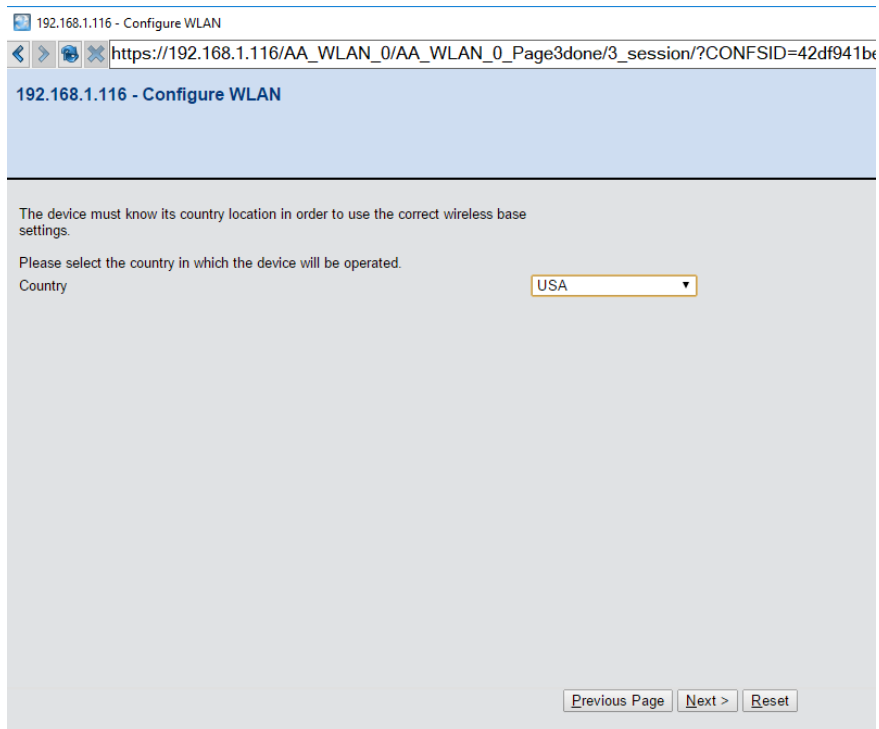 192.168.1.116 - Configure WLAN
https://192.168.1.116/AA_WLAN_0/AA_WLAN_0_Page3done/3_session/?CONFSID=42df941be
192.168.1.116 - Configure WLAN
The device must know its country location in order to use the correct wireless base
settings.
Please select the country in which the device will be operated.
Country USA
Previous Page Next > Reset